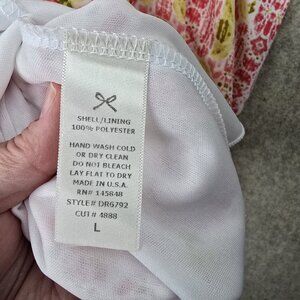 SHELL/LINING
100% POLYESTER
HAND WASH COLD
OR DRY CLEAN
DO NOT BLEACH
LAY FLAT TO DRY
MADE IN U.S.A.
RN# 145848
STYLE# DR6792
CUT# 4888
L